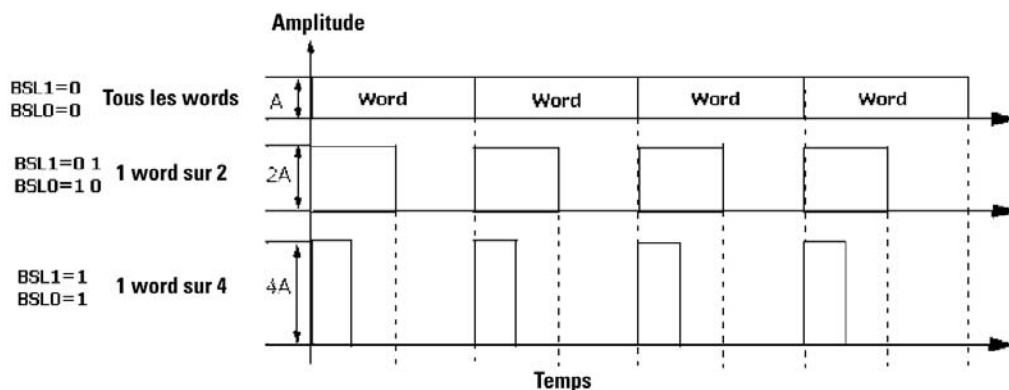 Amplitude
BSL1=0
BSL0=0
Tous les words
A
Word
Word
Word
Word
BSL1=0 1
BSL0=1 0
1 word sur 2
2A
BSL1=1
BSL0=1
1 word sur 4
4A
Temps